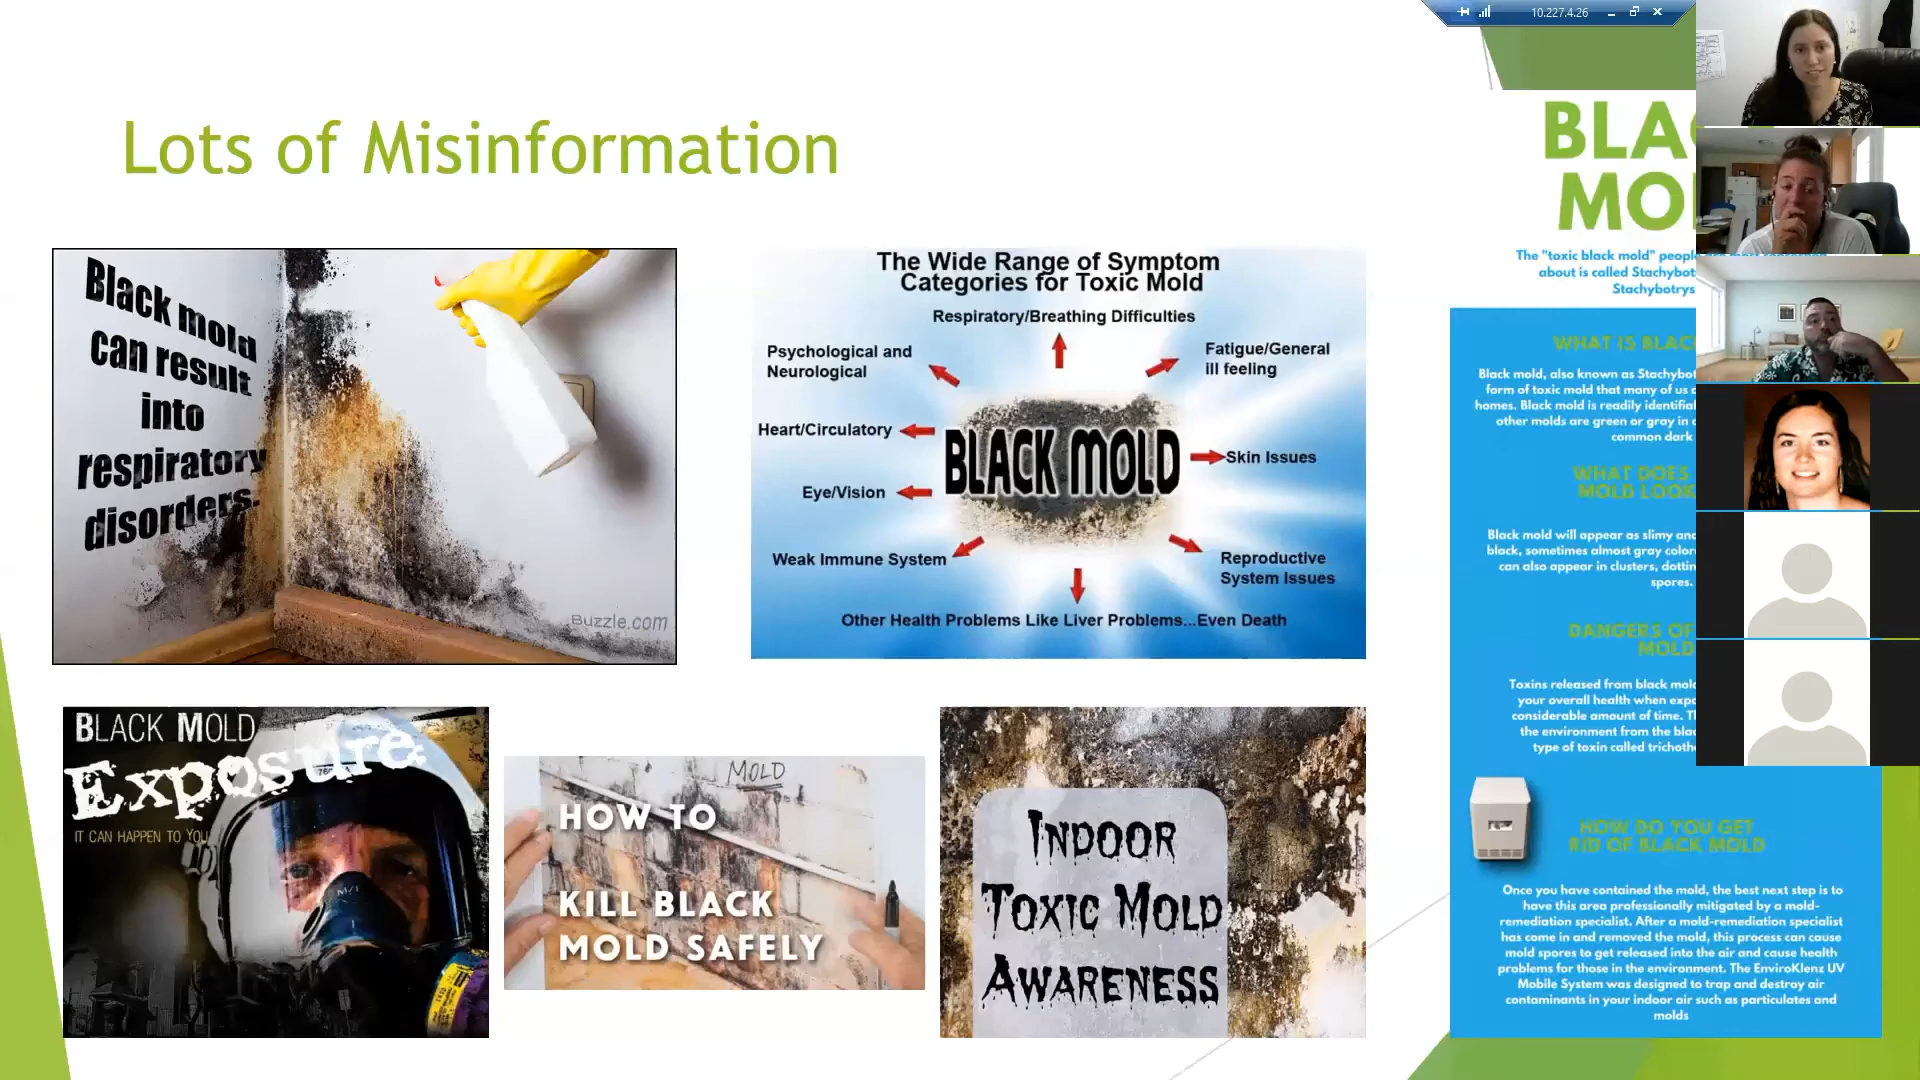 10.227.4.26
Lots of Misinformation
Black mold
can result
into
respiratory
disorders.
Buzzle.com
The Wide Range of Symptom
Categories for Toxic Mold
Respiratory/Breathing Difficulties
Psychological and
Neurological
Fatigue/General
ill feeling
Heart/Circulatory
BLACK MOLD
Skin Issues
Eye/Vision
Weak Immune System
Reproductive
System Issues
Other Health Problems Like Liver Problems...Even Death
BLACK MOLD
Exposure
IT CAN HAPPEN TO YOU
MOLD
HOW TO
KILL BLACK
MOLD SAFELY
INDOOR
TOXIC MOLD
AWARENESS
BLA
MO
The "toxic black mold" peopl
about is called Stachybot
Stachybotrys
WHAT IS BLAC
Black mold, also known as Stachybot
form of toxic mold that many of us
homes. Black mold is readily identifia
other molds are green or gray in
common dark
WHAT DOES
MOLD LOOK
Black mold will appear as slimy and
black, sometimes almost gray color
can also appear in clusters, dottin
spores.
DANGERS OF
MOLD
Toxins released from black mold
your overall health when expo
considerable amount of time. T
the environment from the blac
type of toxin called trichothe
HOW DO YOU GET
RID OF BLACK MOLD
Once you have contained the mold, the best next step is to
have this area professionally mitigated by a mold-
remediation specialist. After a mold-remediation specialist
has come in and removed the mold, this process can cause
mold spores to get released into the air and cause health
problems for those in the environment. The EnviroKlenz UV
Mobile System was designed to trap and destroy air
contaminants in your indoor air such as particulates and
molds